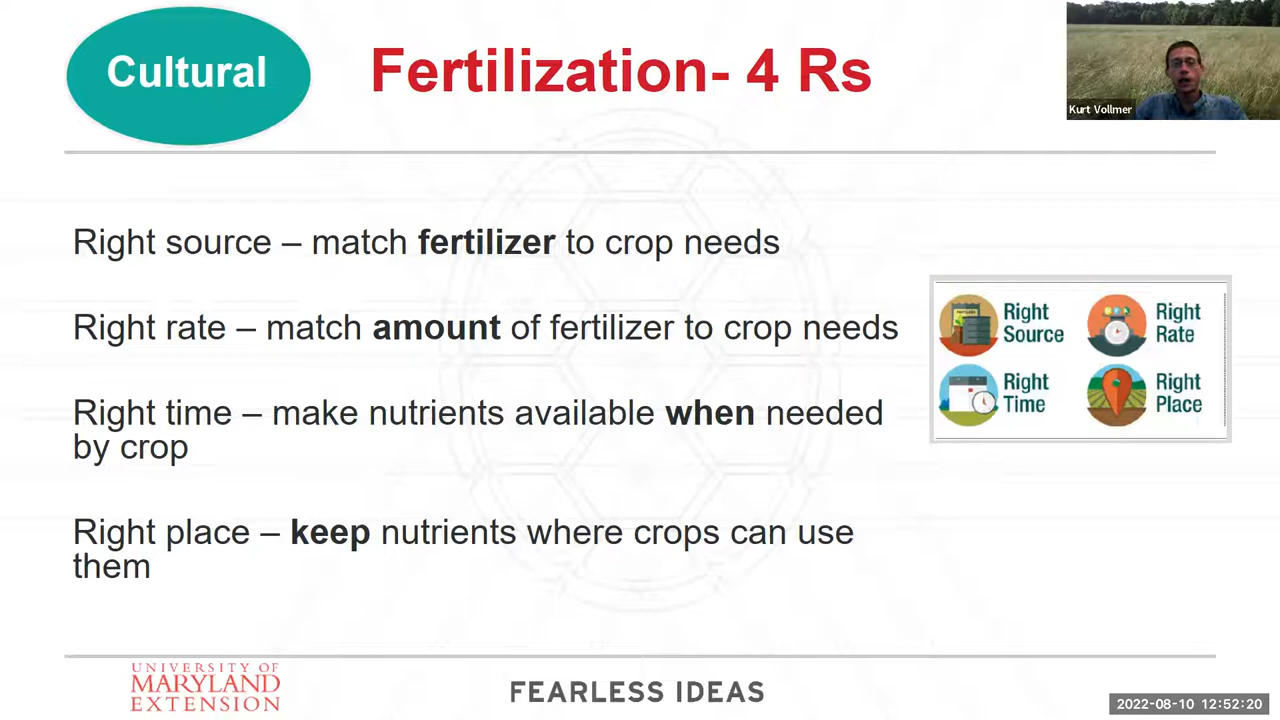 Cultural
Fertilization- 4 Rs
Kurt Vollmer
Right source – match fertilizer to crop needs
Right rate – match amount of fertilizer to crop needs
Right time – make nutrients available when needed
by crop
Right place – keep nutrients where crops can use
them
Right
Source
Right
Rate
Right
Time
Right
Place
UNIVERSITY OF
MARYLAND
EXTENSION
FEARLESS IDEAS
2022-08-10 12:52:20